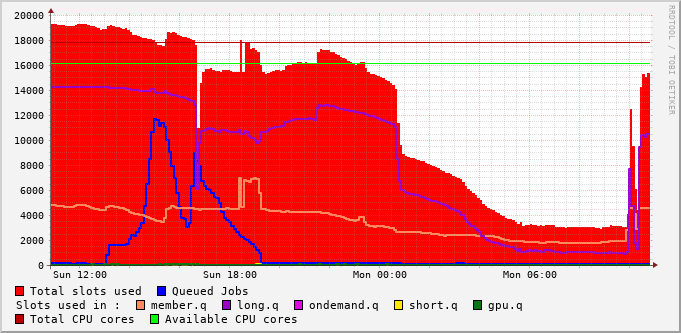 20000
18000
16000
14000
12000
10000
8000
6000
4000
2000
0
Sun 12:00 Sun 18:00 Mon 00:00 Mon 06:00
RRDTOOL / TOBI OETIKER
Total slots used Queued Jobs
Slots used in : member.q long.q ondemand.q short.q gpu.q
Total CPU cores Available CPU cores